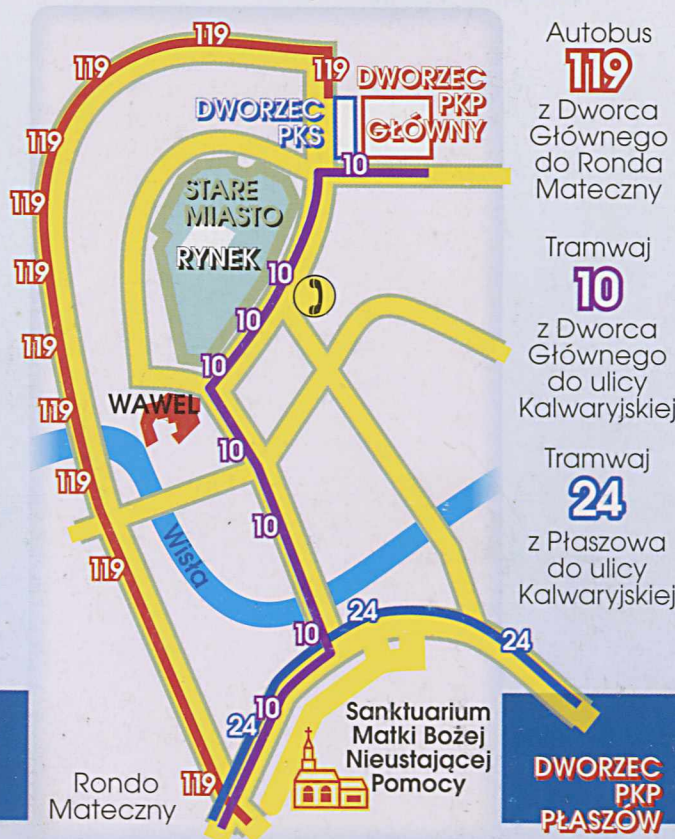 119
119
119
119
119
119
119
119
119
119
119
119
DWORZEC
PKP
GŁÓWNY
DWORZEC
PKS
10
STARE
MIASTO
RYNEK
10
10
10
WAWEL
10
10
Wisła
10
24
24
10
24
Sanktuarium
Matki Bożej
Nieustającej
Pomocy
Rondo
Mateczny
DWORZEC
PKP
PŁASZÓW
Autobus
119
z Dworca
Głównego
do Ronda
Mateczny
Tramwaj
10
z Dworca
Głównego
do ulicy
Kalwaryjskiej
Tramwaj
24
z Płaszowa
do ulicy
Kalwaryjskiej